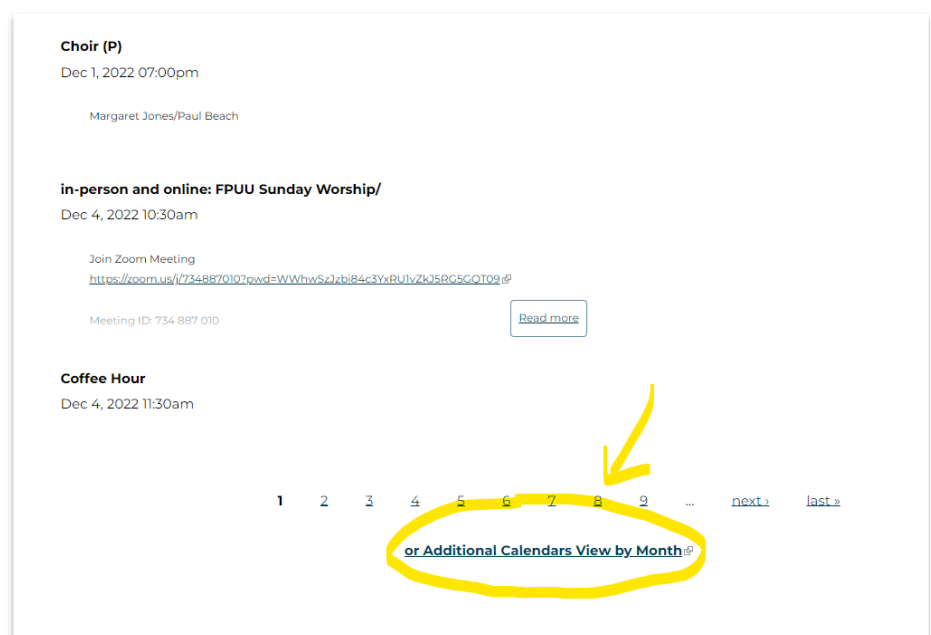 Choir (P)
Dec 1, 2022 07:00pm
Margaret Jones/Paul Beach
in-person and online: FPUU Sunday Worship/
Dec 4, 2022 10:30am
Join Zoom Meeting
https://zoom.us/j/734887010?pwd=WWhwSzJzbi84c3YxRU1vZkJ5RG5GQT09
Meeting ID: 734 887 010
Read more
Coffee Hour
Dec 4, 2022 11:30am
1 2 3 4 5 6 7 8 9 ... next › last »
or Additional Calendars View by Month